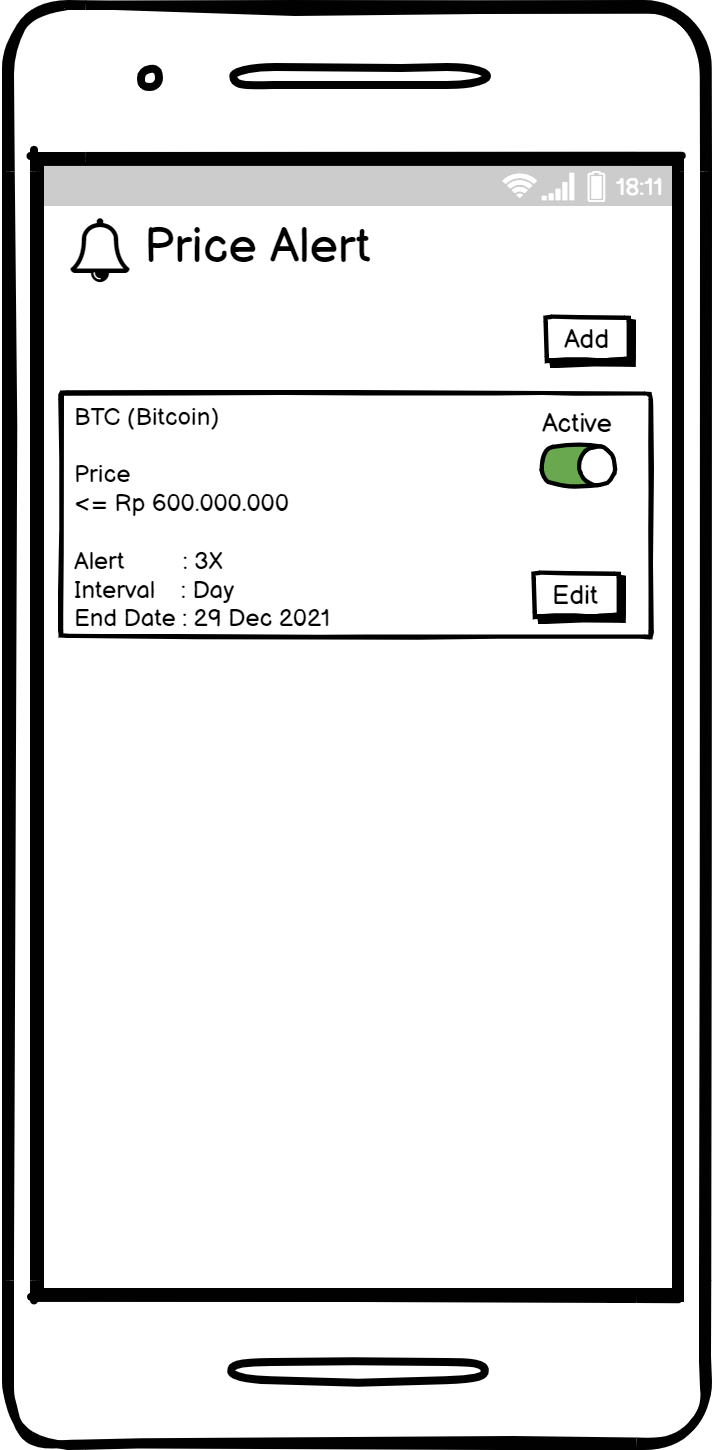 18:11
Price Alert
Add
BTC (Bitcoin)
Active
Price
<= Rp 600.000.000
Alert : 3X
Interval : Day
Edit
End Date : 29 Dec 2021